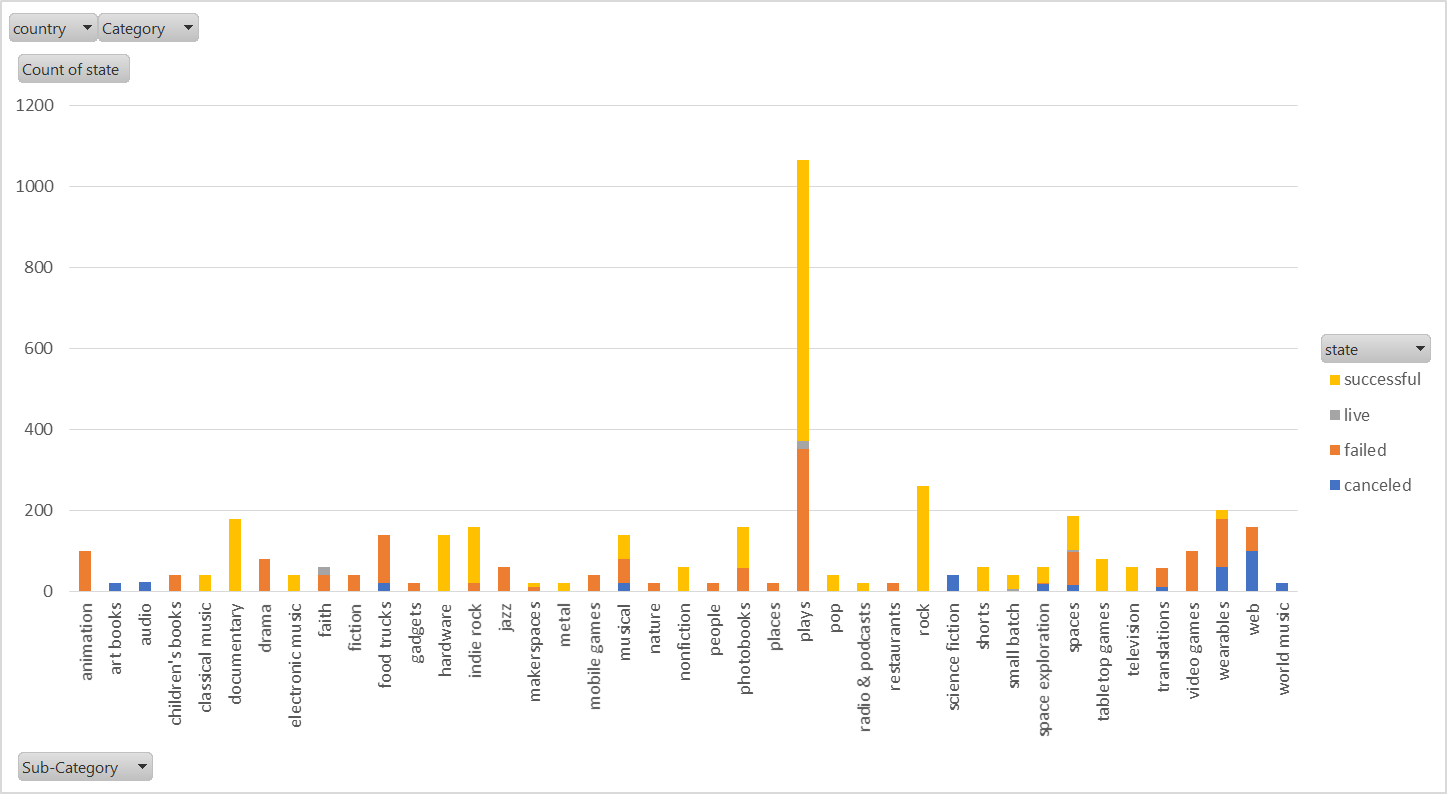 country Category
Count of state
1200
1000
800
600
400
200
0
state
successful
live
failed
canceled
animation
art books
audio
children's books
classical music
documentary
drama
electronic music
faith
fiction
food trucks
gadgets
hardware
indie rock
jazz
makerspaces
metal
mobile games
musical
nature
nonfiction
people
photobooks
places
plays
pop
radio & podcasts
restaurants
rock
science fiction
shorts
small batch
space exploration
spaces
tabletop games
television
translations
video games
wearables
web
world music
Sub-Category